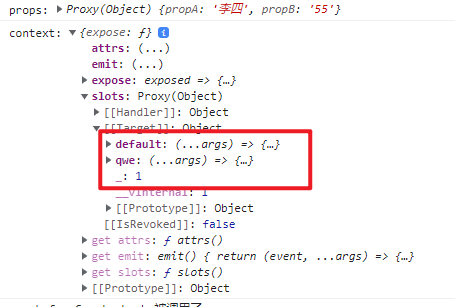 props: ▶ Proxy(Object) {propA: '李四', propB: '55'}
context: ▼ {expose: ƒ} i
attrs: (...)
emit: (...)
▶ expose: exposed => {…}
▼ slots: Proxy(Object)
▶ [[Handler]]: Object
▼ [[Target]]: Object
▶ default: (...args) => {…}
▶ qwe: (...args) => {…}
_: 1
__vInternal: 1
▶ [[Prototype]]: Object
[[IsRevoked]]: false
▶ get attrs: ƒ attrs()
▶ get emit: emit() { return (event, ...args) => {…}
▶ get slots: ƒ slots()
▶ [[Prototype]]: Object